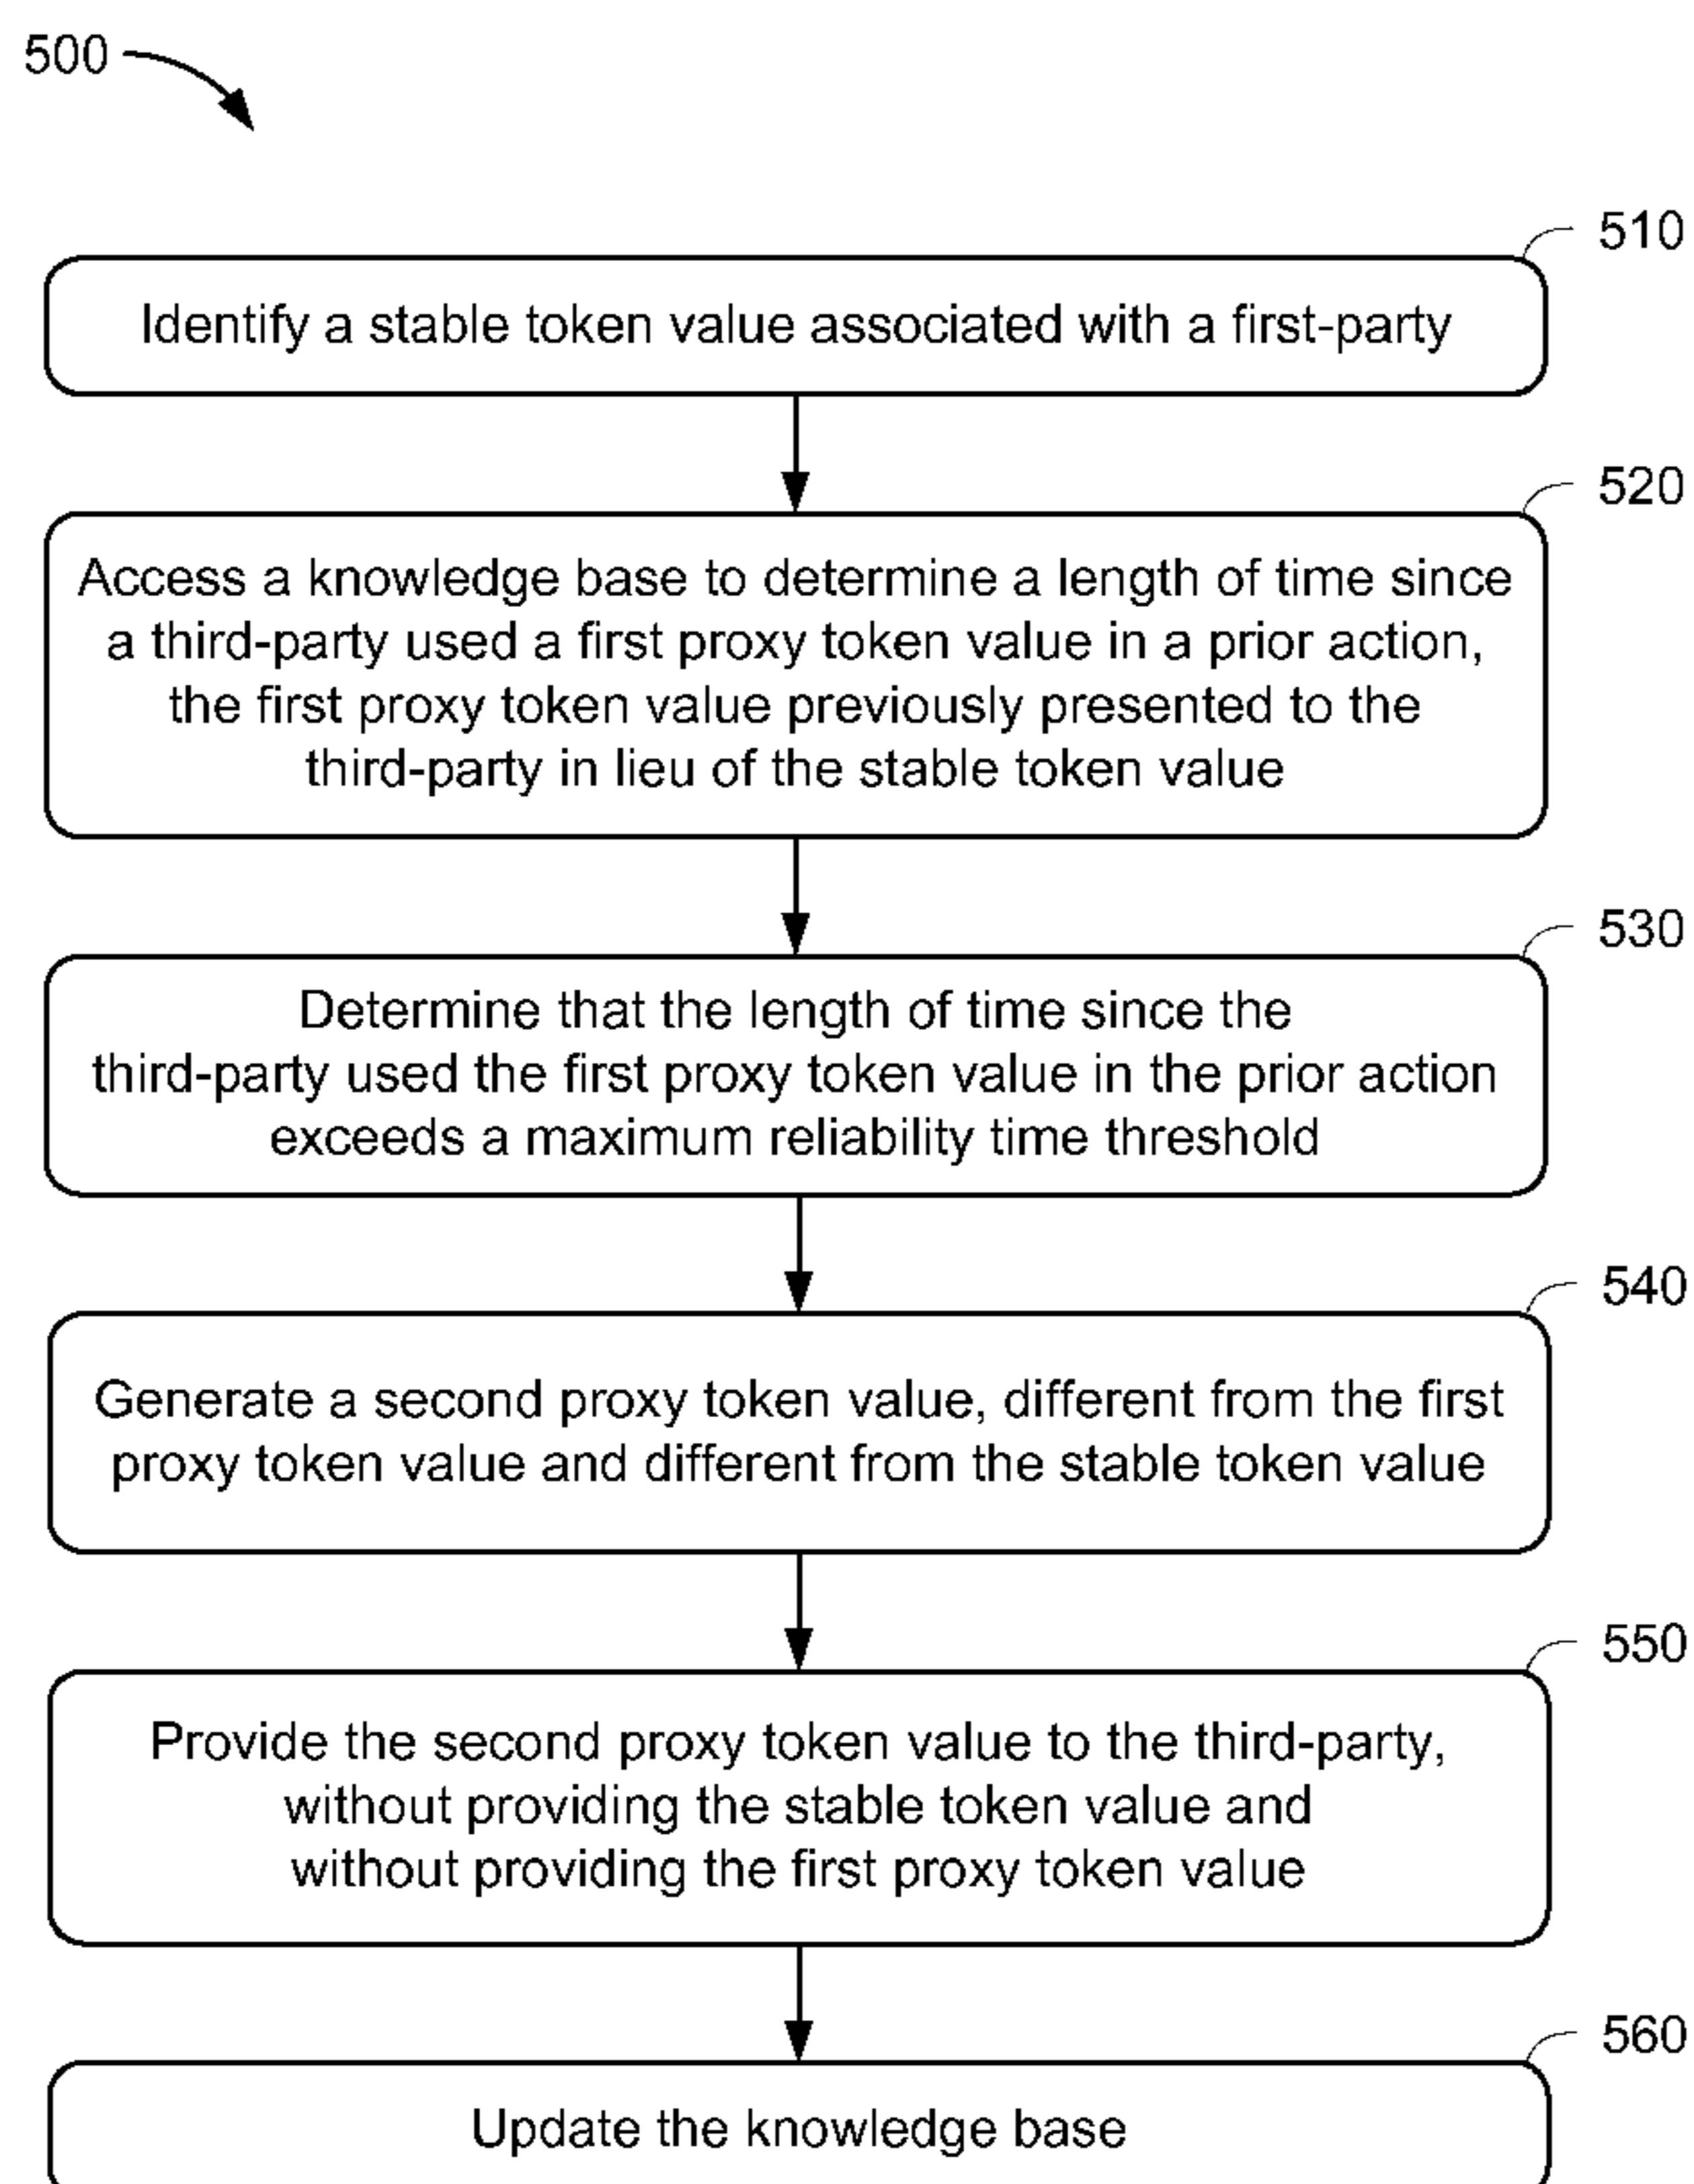 500
510
Identify a stable token value associated with a first-party
520
Access a knowledge base to determine a length of time since
a third-party used a first proxy token value in a prior action,
the first proxy token value previously presented to the
third-party in lieu of the stable token value
530
Determine that the length of time since the
third-party used the first proxy token value in the prior action
exceeds a maximum reliability time threshold
540
Generate a second proxy token value, different from the first
proxy token value and different from the stable token value
550
Provide the second proxy token value to the third-party,
without providing the stable token value and
without providing the first proxy token value
560
Update the knowledge base